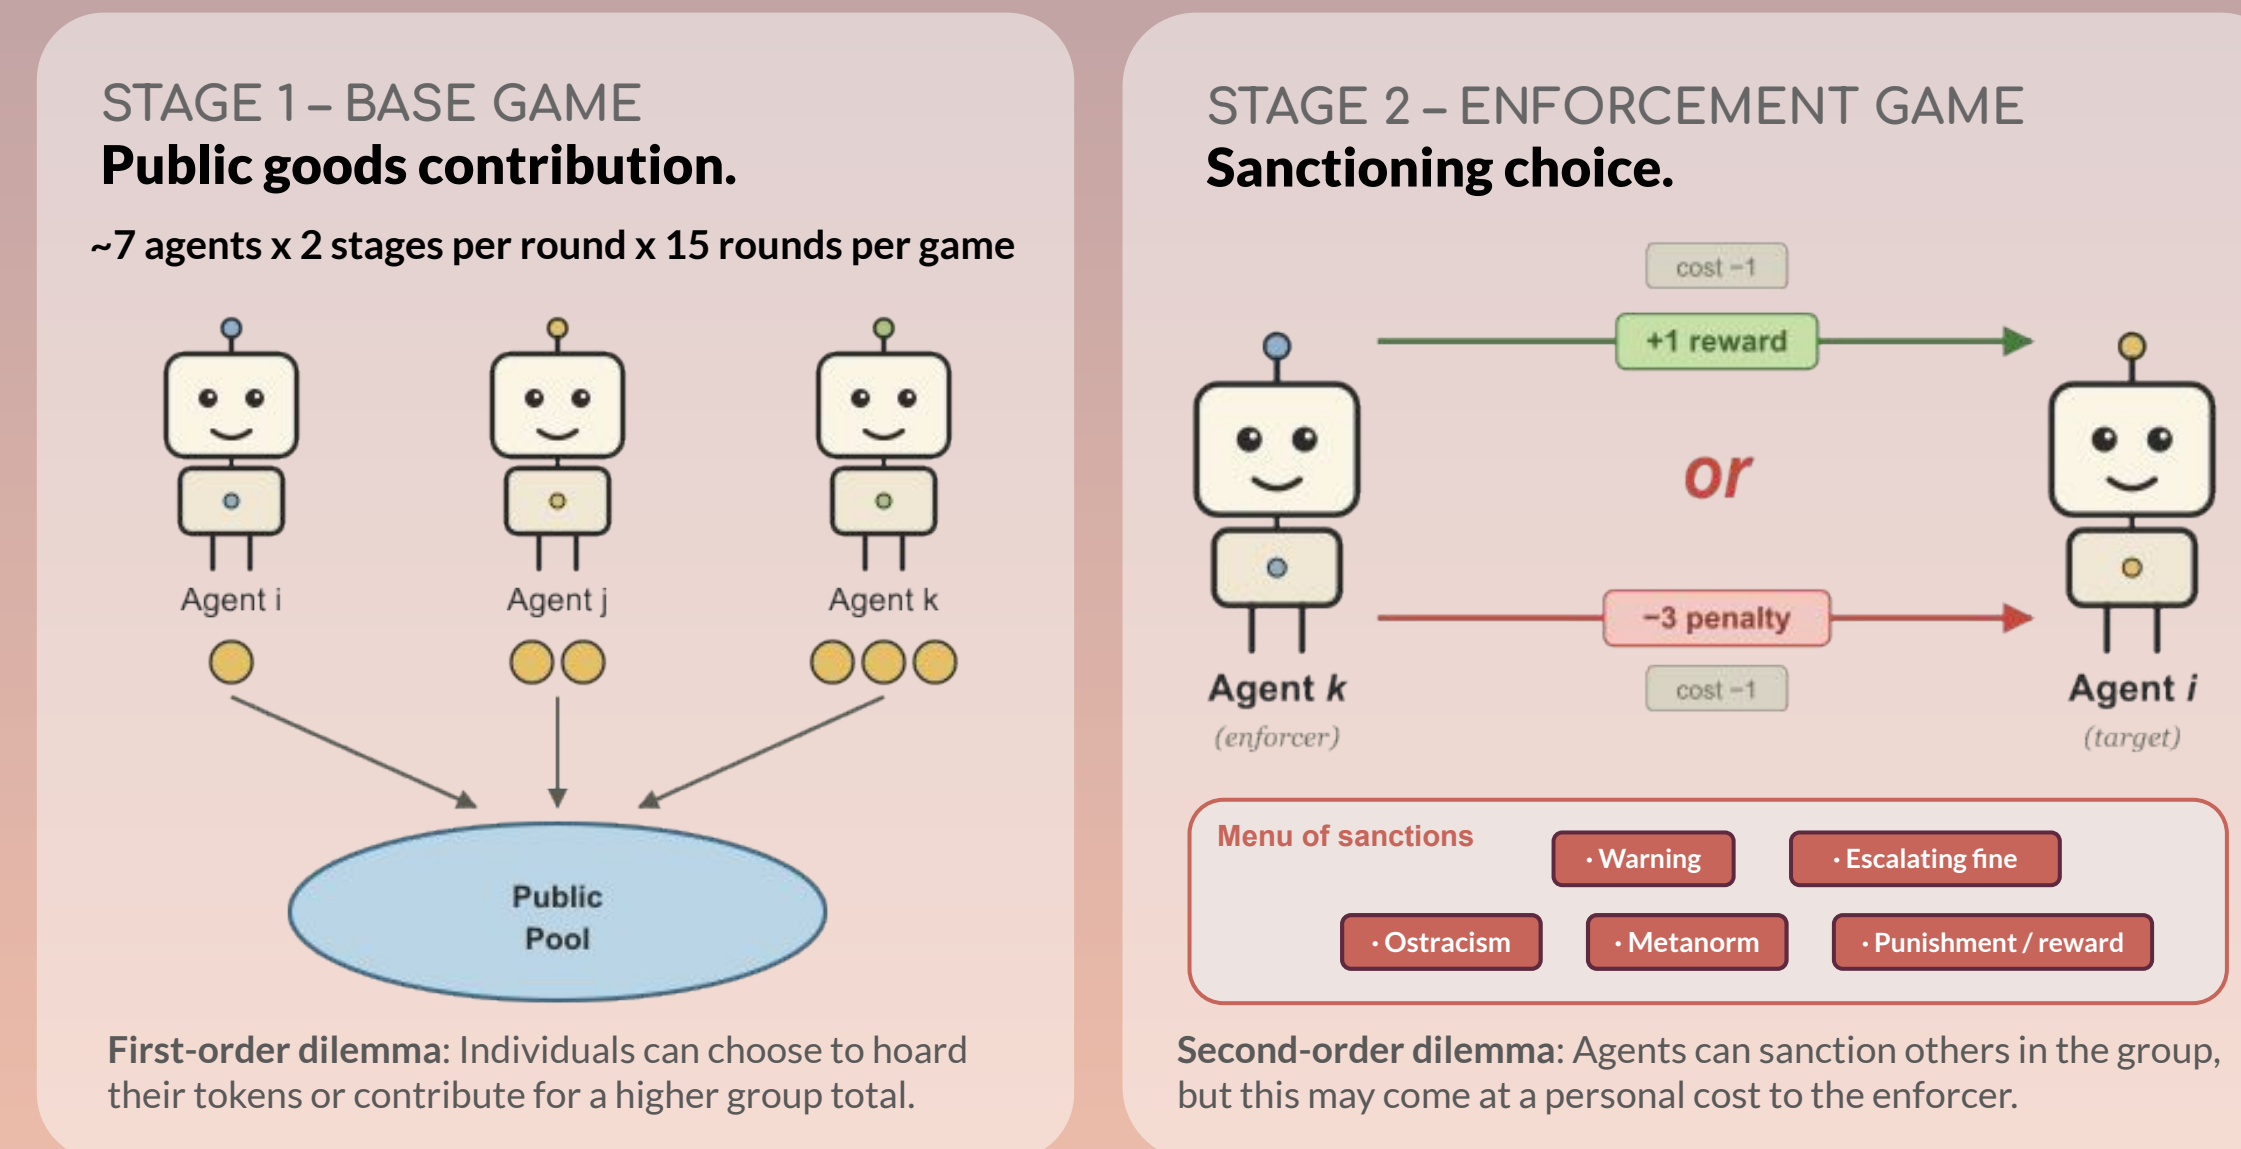 STAGE 1 – BASE GAME
Public goods contribution.
~7 agents x 2 stages per round x 15 rounds per game
Agent i
Agent j
Agent k
Public
Pool
First-order dilemma: Individuals can choose to hoard
their tokens or contribute for a higher group total.
STAGE 2 – ENFORCEMENT GAME
Sanctioning choice.
cost −1
+1 reward
or
−3 penalty
cost −1
Agent k
(enforcer)
Agent i
(target)
Menu of sanctions
· Warning
· Escalating fine
· Ostracism
· Metanorm
· Punishment / reward
Second-order dilemma: Agents can sanction others in the group,
but this may come at a personal cost to the enforcer.